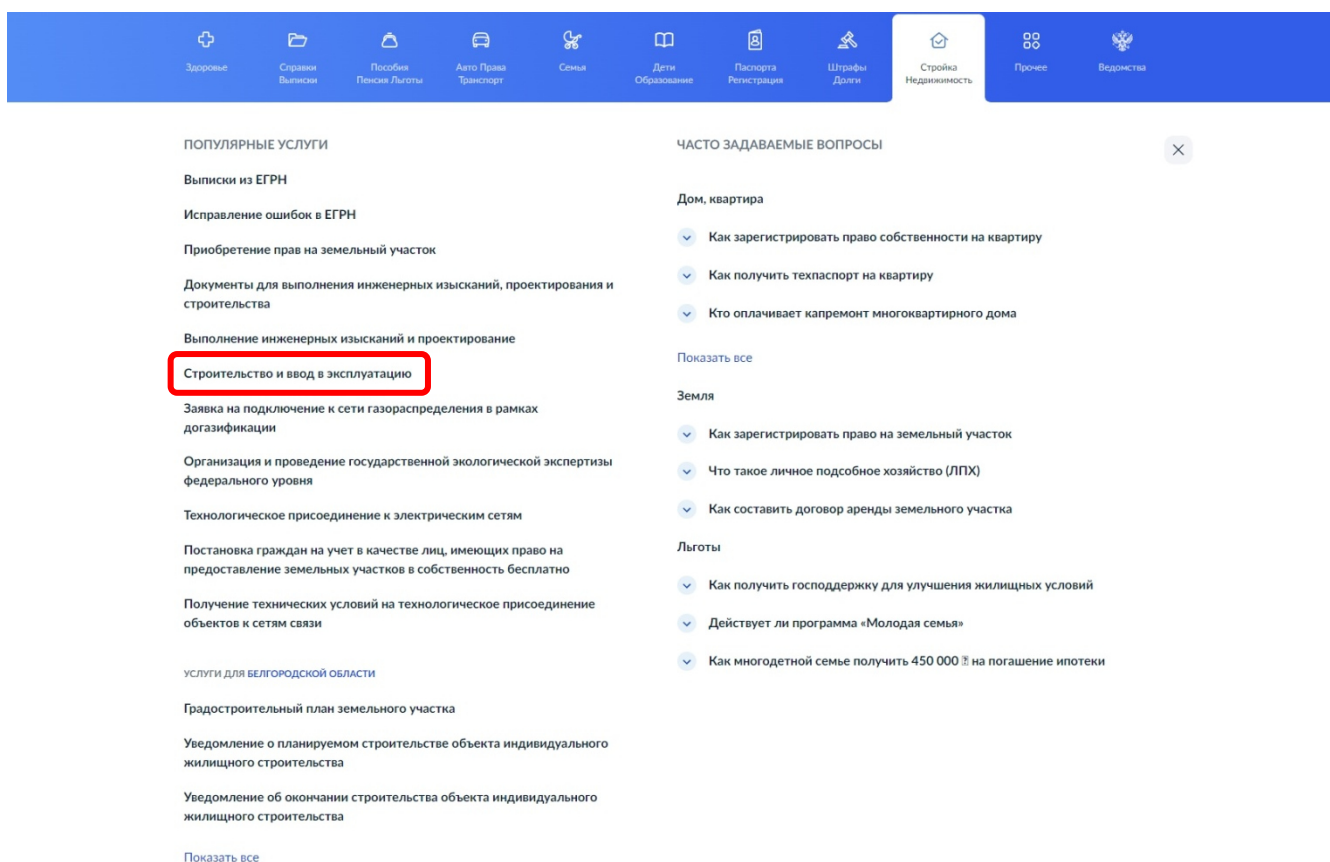 Здоровье
Справки
Выписки
Пособия
Пенсия Льготы
Авто Права
Транспорт
Семья
Дети
Образование
Паспорта
Регистрация
Штрафы
Долги
Стройка
Недвижимость
Прочее
Ведомства
ПОПУЛЯРНЫЕ УСЛУГИ
Выписки из ЕГРН
Исправление ошибок в ЕГРН
Приобретение прав на земельный участок
Документы для выполнения инженерных изысканий, проектирования и
строительства
Выполнение инженерных изысканий и проектирование
Строительство и ввод в эксплуатацию
Заявка на подключение к сети газораспределения в рамках
догазификации
Организация и проведение государственной экологической экспертизы
федерального уровня
Технологическое присоединение к электрическим сетям
Постановка граждан на учет в качестве лиц, имеющих право на
предоставление земельных участков в собственность бесплатно
Получение технических условий на технологическое присоединение
объектов к сетям связи
УСЛУГИ ДЛЯ БЕЛГОРОДСКОЙ ОБЛАСТИ
Градостроительный план земельного участка
Уведомление о планируемом строительстве объекта индивидуального
жилищного строительства
Уведомление об окончании строительства объекта индивидуального
жилищного строительства
Показать все
ЧАСТО ЗАДАВАЕМЫЕ ВОПРОСЫ
Дом, квартира
Как зарегистрировать право собственности на квартиру
Как получить техпаспорт на квартиру
Кто оплачивает капремонт многоквартирного дома
Показать все
Земля
Как зарегистрировать право на земельный участок
Что такое личное подсобное хозяйство (ЛПХ)
Как составить договор аренды земельного участка
Льготы
Как получить господдержку для улучшения жилищных условий
Действует ли программа «Молодая семья»
Как многодетной семье получить 450 000 на погашение ипотеки